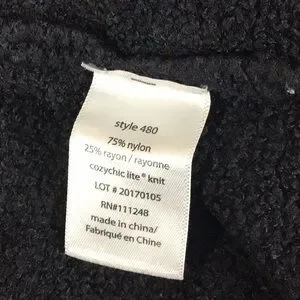 style 480
75% nylon
25% rayon / rayonne
cozychic lite® knit
LOT # 20170105
RN#111248
made in china/
Fabriqué en Chine